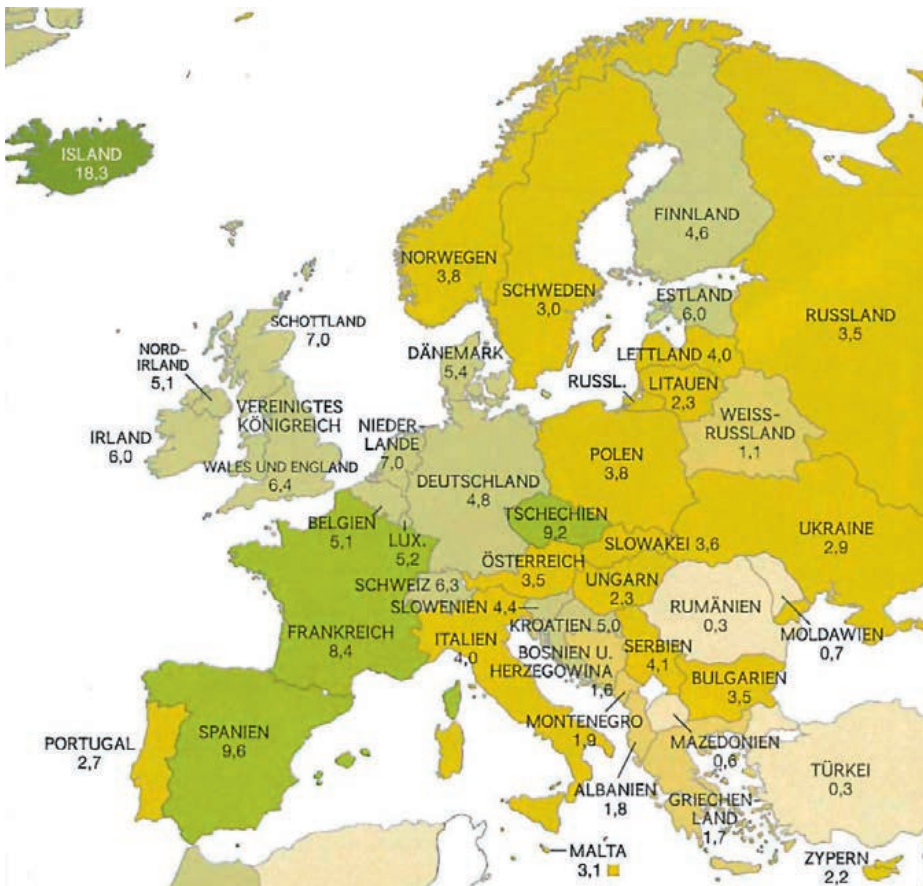 ISLAND
18,3
FINNLAND
4,6
NORWEGEN
3,8
SCHWEDEN
3,0
ESTLAND
6,0
RUSSLAND
3,5
SCHOTTLAND
7,0
NORD-
IRLAND
5,1
DÄNEMARK
5,4
LETTLAND 4,0
RUSSL.
LITAUEN
2,3
VEREINIGTES
KÖNIGREICH
NIEDER-
LANDE
7,0
WEISS-
RUSSLAND
1,1
IRLAND
6,0
WALES UND ENGLAND
6,4
POLEN
3,8
DEUTSCHLAND
4,8
BELGIEN
5,1
LUX.
5,2
TSCHECHIEN
9,2
UKRAINE
2,9
SLOWAKEI 3,6
ÖSTERREICH
3,5
SCHWEIZ 6,3
UNGARN
2,3
SLOWENIEN 4,4
RUMÄNIEN
0,3
MOLDAWIEN
0,7
KROATIEN 5,0
FRANKREICH
8,4
ITALIEN
4,0
BOSNIEN U.
HERZEGOWINA
1,6
SERBIEN
4,1
BULGARIEN
3,5
MONTENEGRO
1,9
MAZEDONIEN
0,6
PORTUGAL
2,7
SPANIEN
9,6
TÜRKEI
0,3
ALBANIEN
1,8
GRIECHEN-
LAND
1,7
MALTA
3,1
ZYPERN
2,2